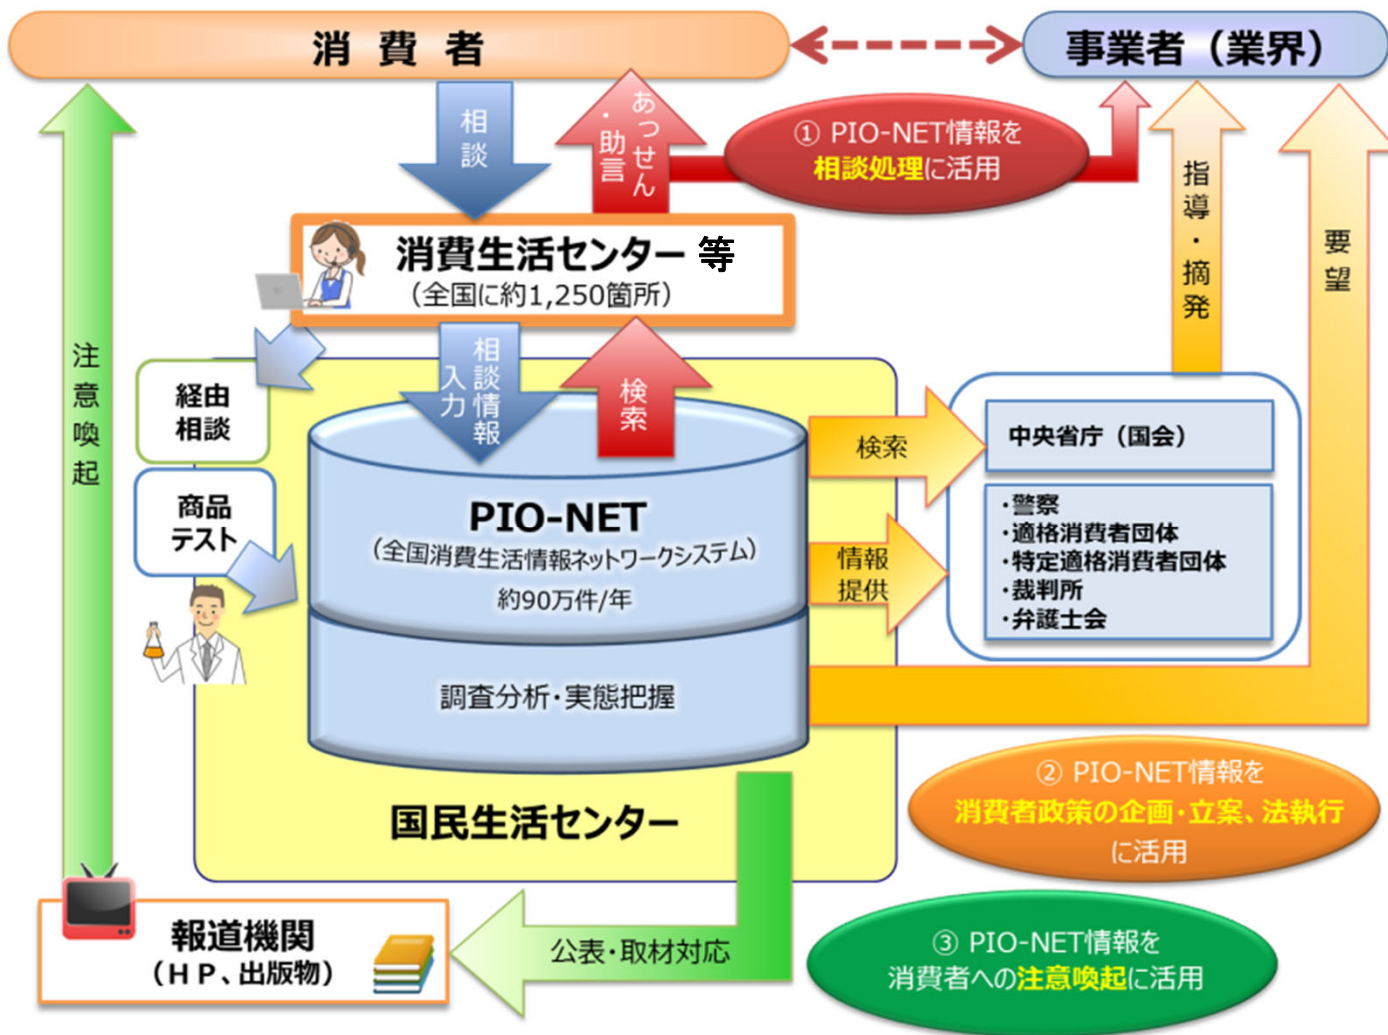 消 費 者
事業者（業界）
相談
あっせん
・助言
① PIO-NET情報を
相談処理に活用
指導・摘発
要望
消費生活センター 等
（全国に約1,250箇所）
注意喚起
経由
相談
相談情報
入力
検索
検索
中央省庁（国会）
商品
テスト
PIO-NET
（全国消費生活情報ネットワークシステム）
約90万件/年
情報
提供
・警察
・適格消費者団体
・特定適格消費者団体
・裁判所
・弁護士会
調査分析・実態把握
国民生活センター
② PIO-NET情報を
消費者政策の企画・立案、法執行
に活用
報道機関
（ＨＰ、出版物）
公表・取材対応
③ PIO-NET情報を
消費者への注意喚起に活用